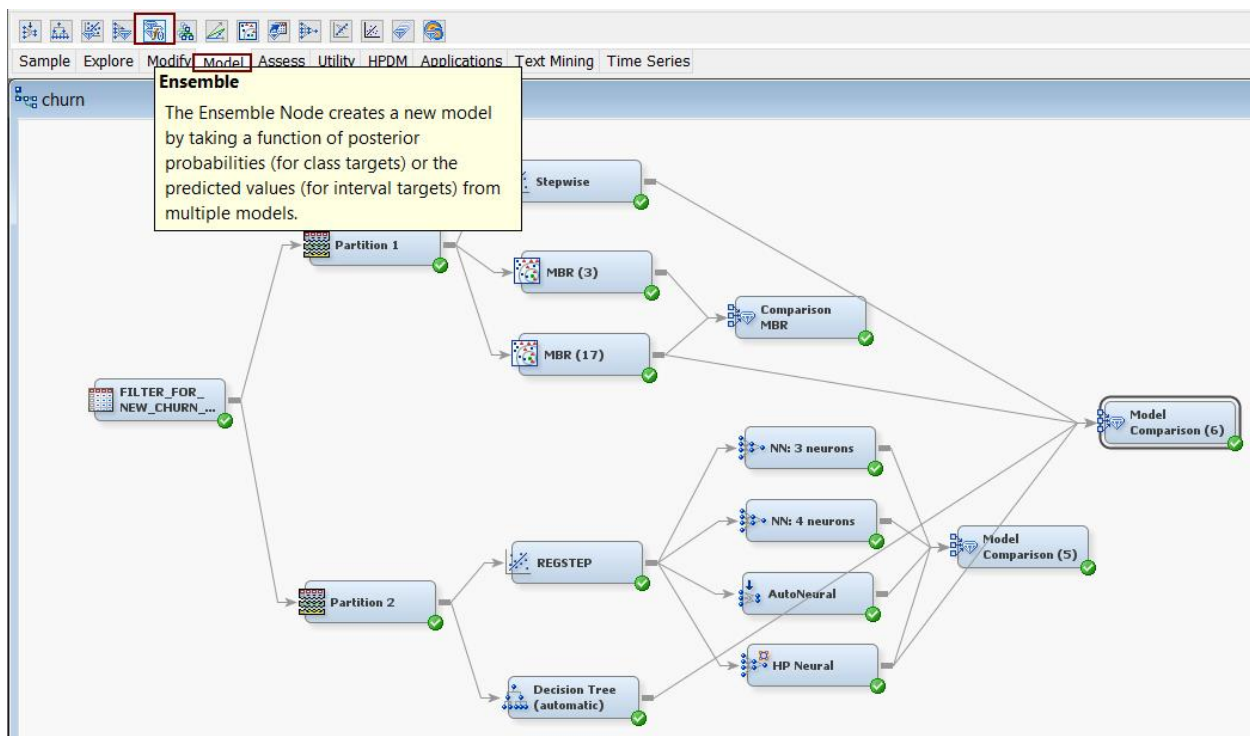 Sample Explore Modify Model Assess Utility HPDM Applications Text Mining Time Series
churn
Ensemble
The Ensemble Node creates a new model
by taking a function of posterior
probabilities (for class targets) or the
predicted values (for interval targets) from
multiple models.
Stepwise
Partition 1
MBR (3)
Comparison
MBR
MBR (17)
FILTER_FOR_
NEW_CHURN_...
Model
Comparison (6)
NN: 3 neurons
NN: 4 neurons
Model
Comparison (5)
REGSTEP
AutoNeural
Partition 2
HP Neural
Decision Tree
(automatic)